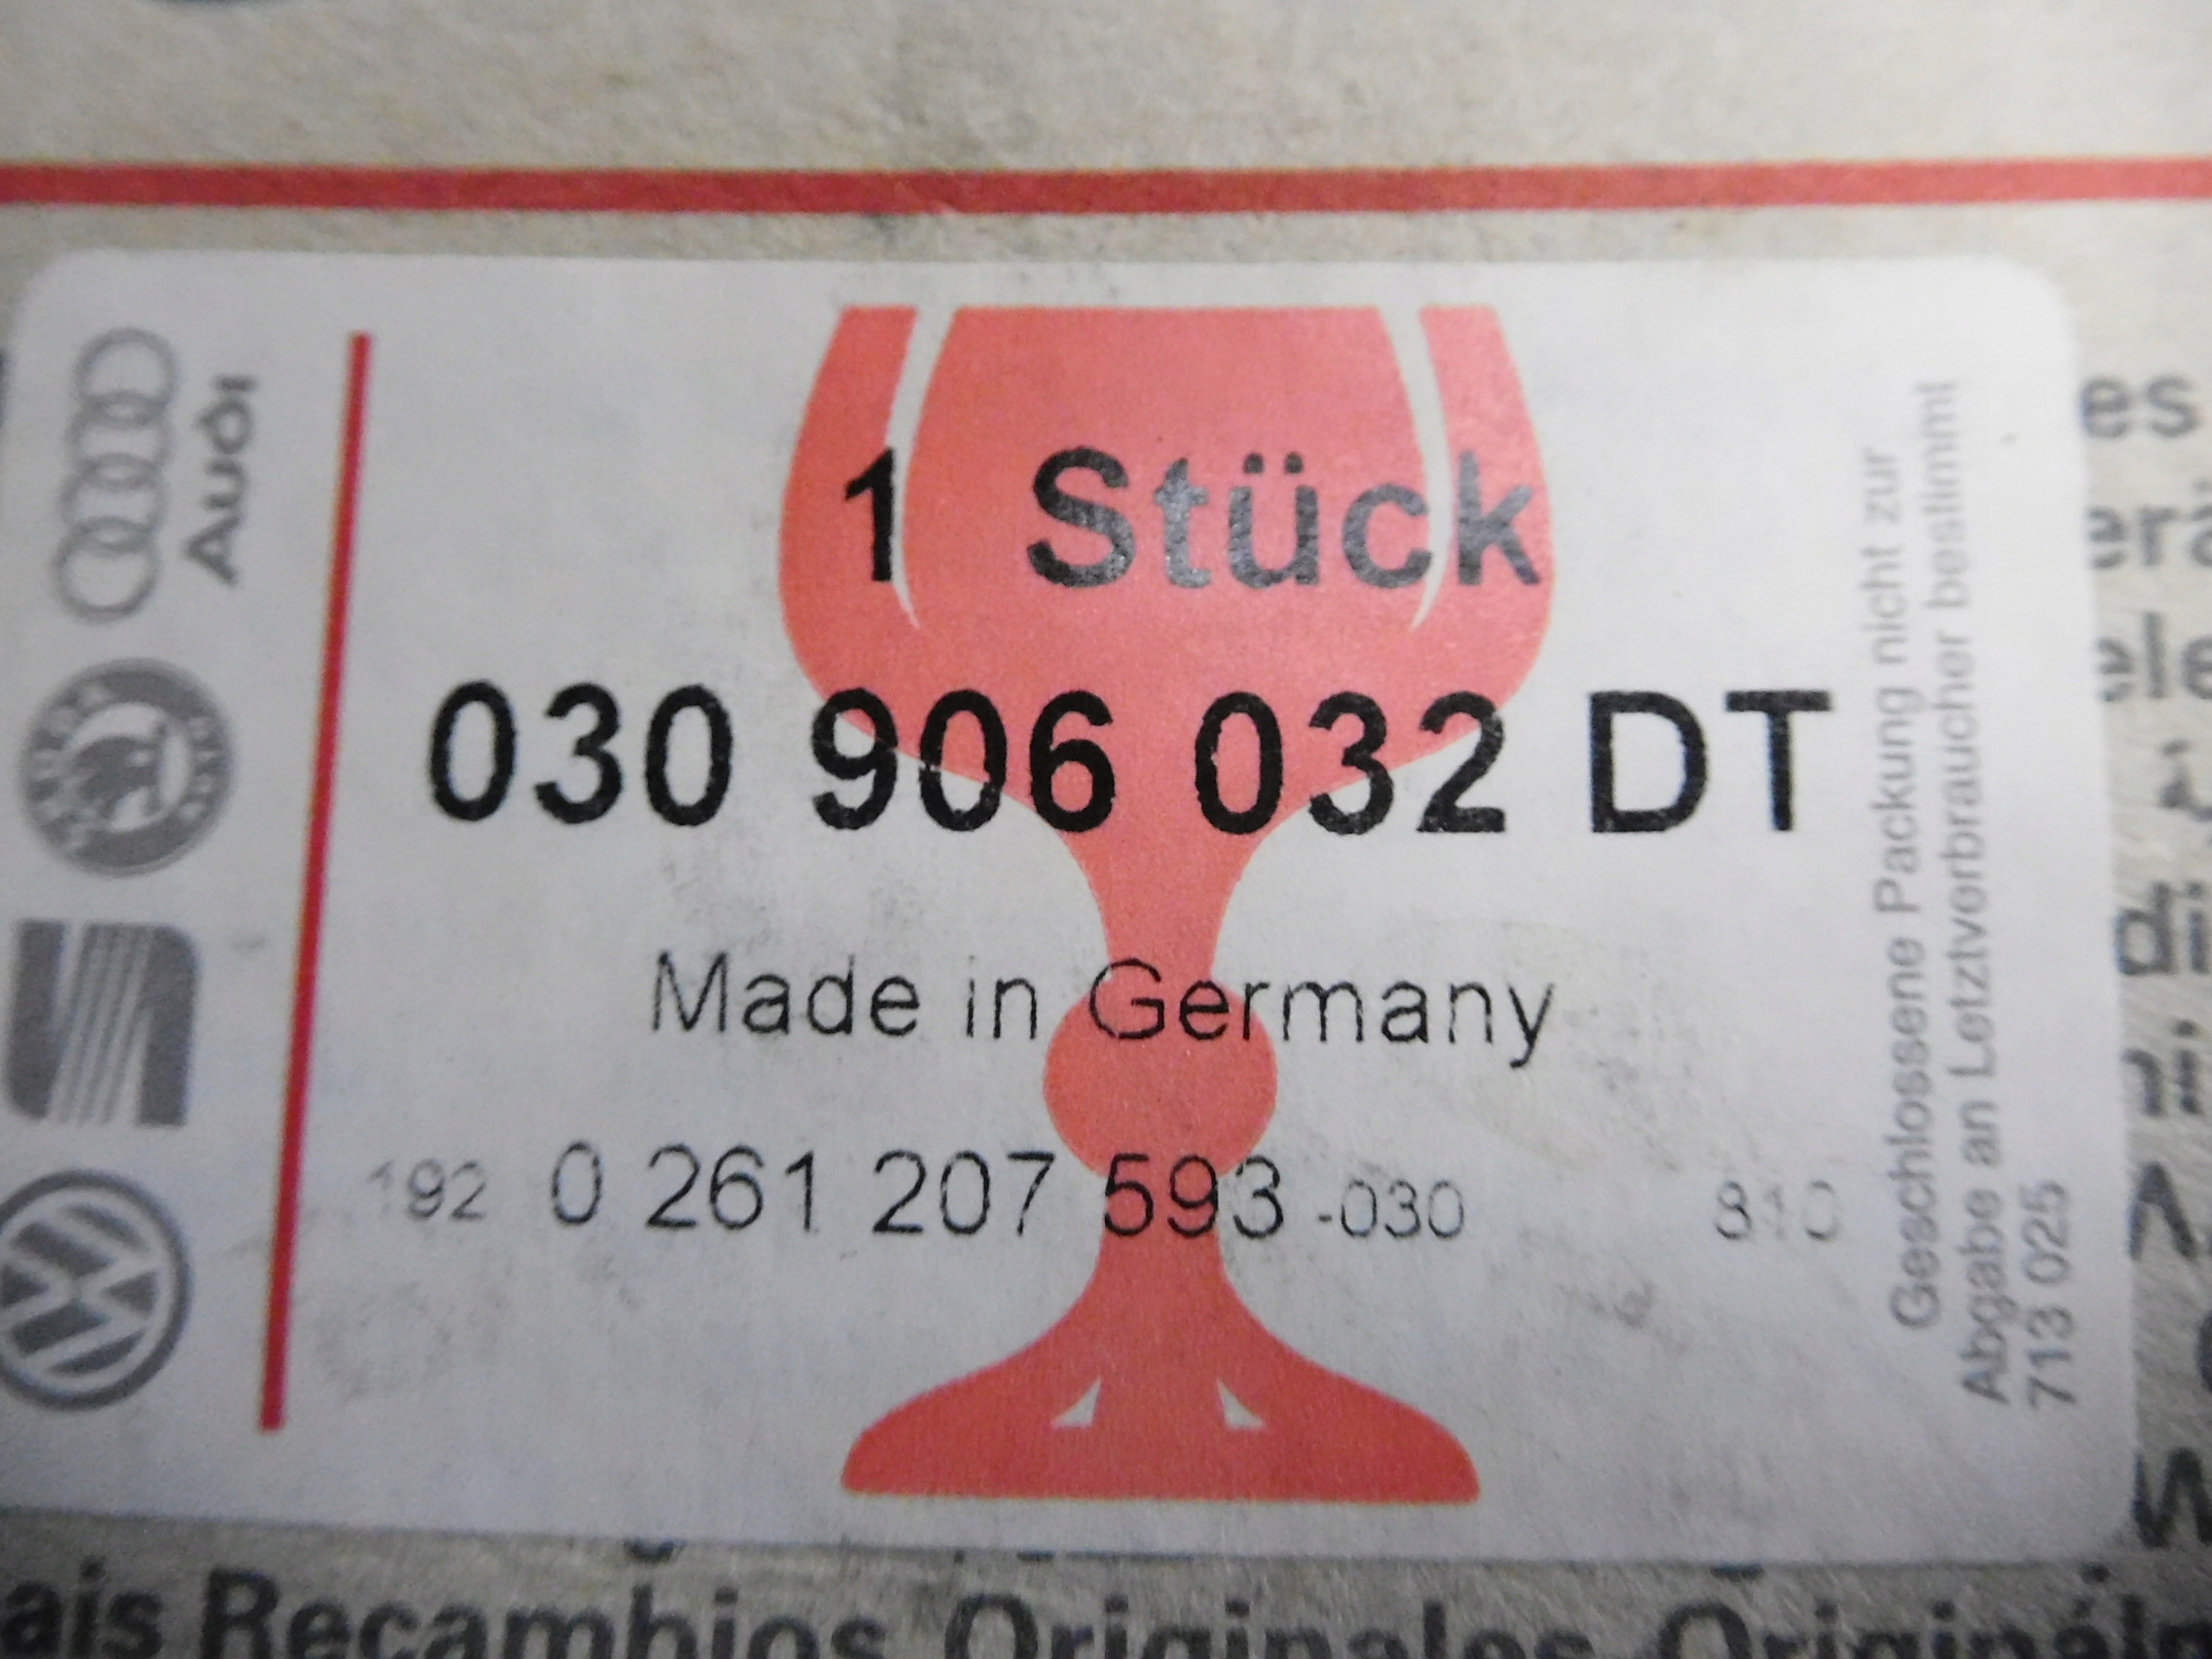 1 Stück
030 906 032 DT
Made in Germany
192 0 261 207 593 -030
Audi
Geschlossene Packung nicht zur
Abgabe an Letztverbraucher bestimmt
713 025
Recambios Originales